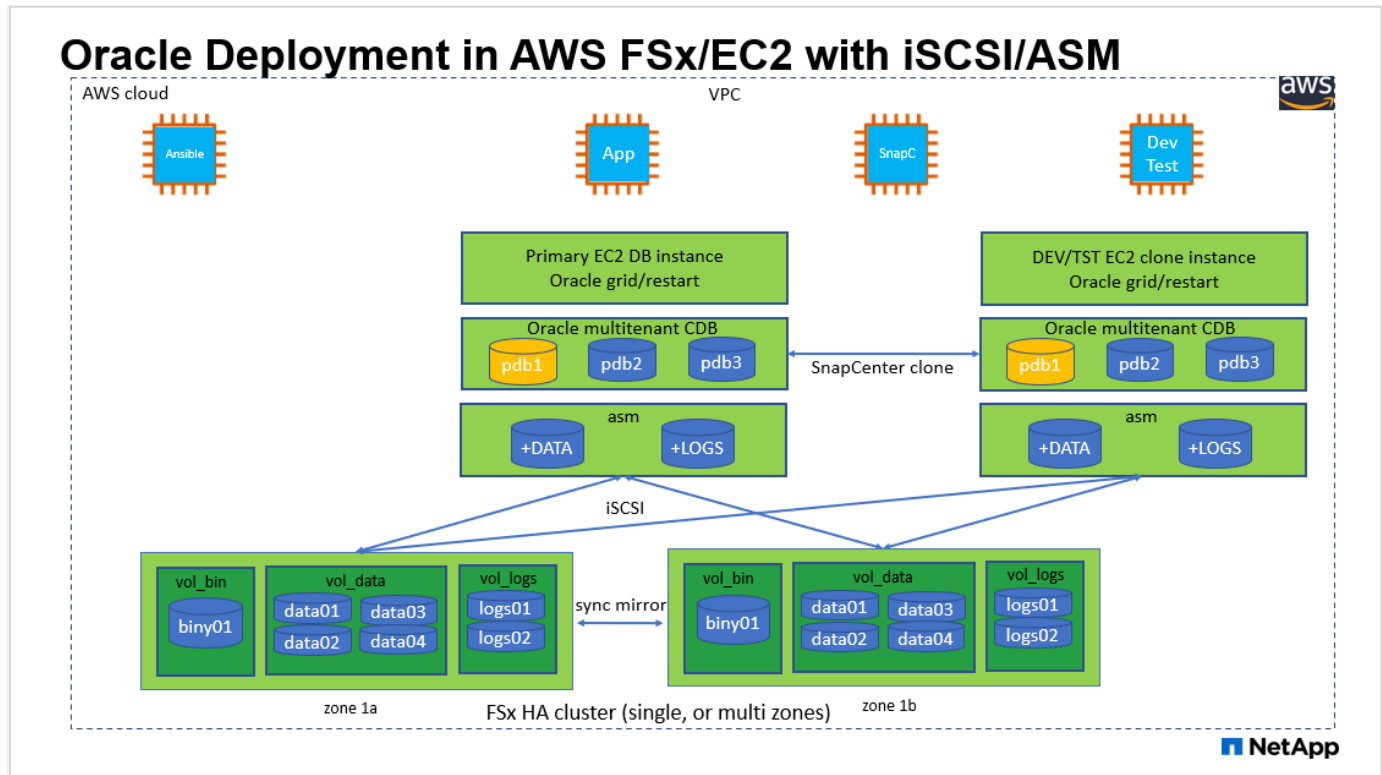 Oracle Deployment in AWS FSx/EC2 with iSCSI/ASM
AWS cloud
VPC
aws
Ansible
App
SnapC
Dev
Test
Primary EC2 DB instance
Oracle grid/restart
DEV/TST EC2 clone instance
Oracle grid/restart
Oracle multitenant CDB
pdb1
pdb2
pdb3
SnapCenter clone
Oracle multitenant CDB
pdb1
pdb2
pdb3
asm
+DATA
+LOGS
asm
+DATA
+LOGS
iSCSI
vol_bin
biny01
vol_data
data01
data03
data02
data04
vol_logs
logs01
logs02
sync mirror
vol_bin
biny01
vol_data
data01
data03
data02
data04
vol_logs
logs01
logs02
zone 1a
FSx HA cluster (single, or multi zones)
zone 1b
NetApp